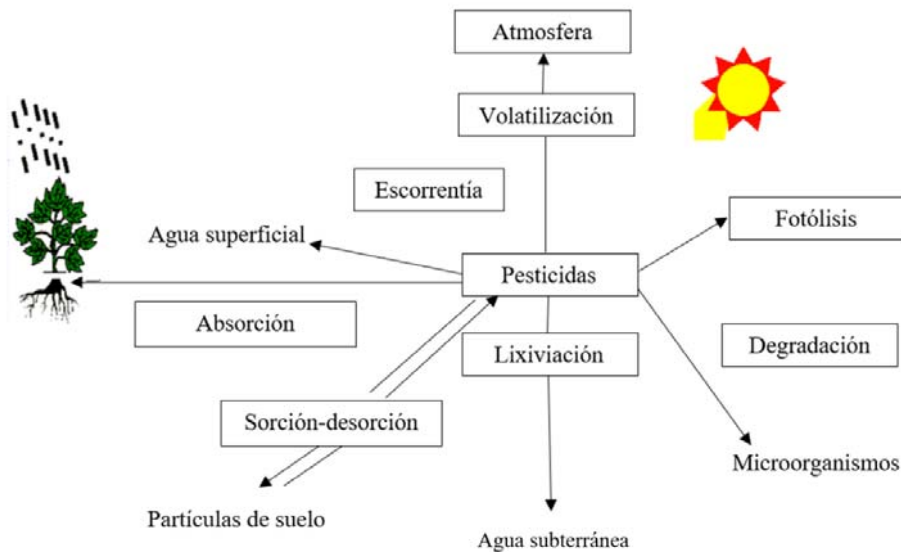 Atmosfera
Volatilización
Escorrentía
Fotólisis
Agua superficial
Pesticidas
Absorción
Lixiviación
Degradación
Sorción-desorción
Microorganismos
Partículas de suelo
Agua subterránea